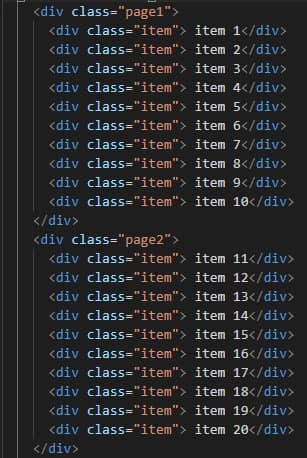 <div class="page1">
<div class="item"> item 1</div>
<div class="item"> item 2</div>
<div class="item"> item 3</div>
<div class="item"> item 4</div>
<div class="item"> item 5</div>
<div class="item"> item 6</div>
<div class="item"> item 7</div>
<div class="item"> item 8</div>
<div class="item"> item 9</div>
<div class="item"> item 10</div>
</div>
<div class="page2">
<div class="item"> item 11</div>
<div class="item"> item 12</div>
<div class="item"> item 13</div>
<div class="item"> item 14</div>
<div class="item"> item 15</div>
<div class="item"> item 16</div>
<div class="item"> item 17</div>
<div class="item"> item 18</div>
<div class="item"> item 19</div>
<div class="item"> item 20</div>
</div>